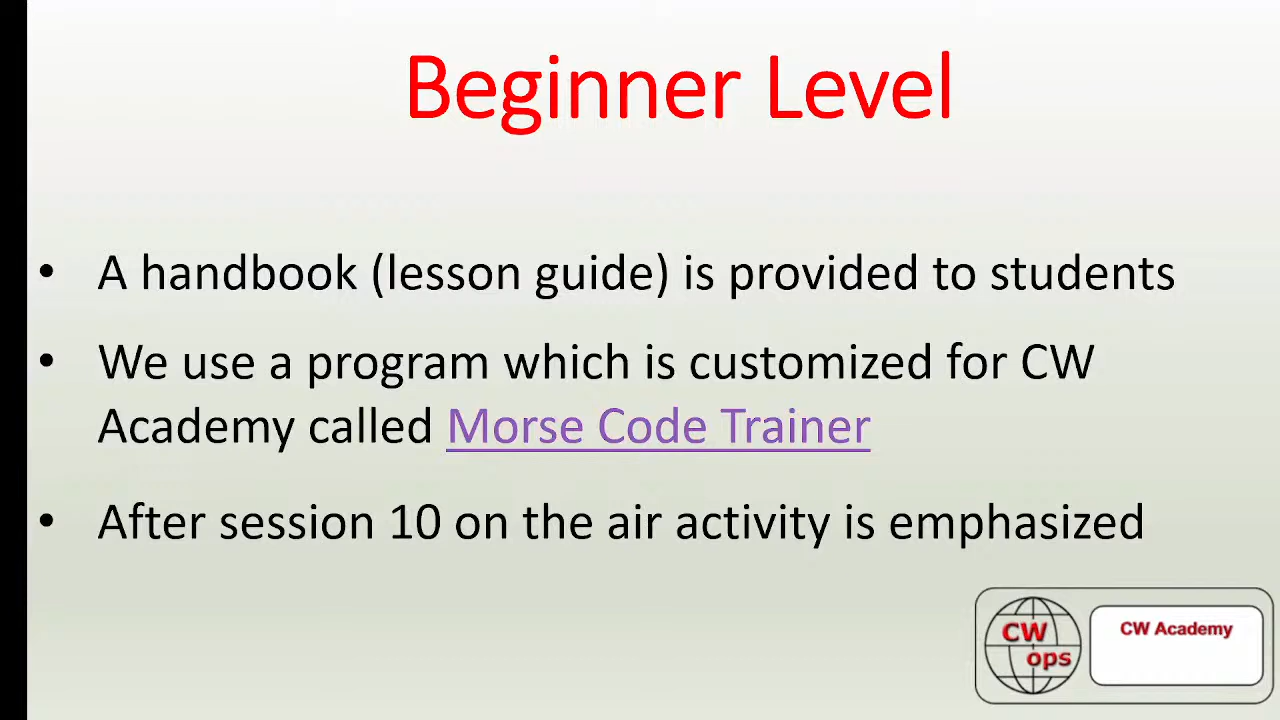 Beginner Level
• A handbook (lesson guide) is provided to students
• We use a program which is customized for CW
Academy called Morse Code Trainer
• After session 10 on the air activity is emphasized
CW
ops
CW Academy